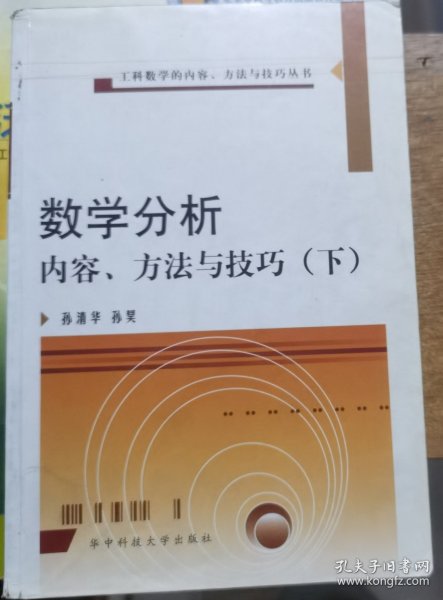 工科数学的内容、方法与技巧丛书
数学分析
内容、方法与技巧（下）
孙清华 孙昊
华中科技大学出版社
孔夫子旧书网
www.kongfz.com